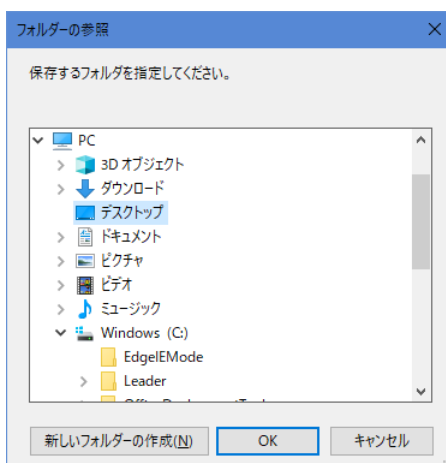 フォルダーの参照
保存するフォルダを指定してください。
PC
3D オブジェクト
ダウンロード
デスクトップ
ドキュメント
ピクチャ
ビデオ
ミュージック
Windows (C:)
EdgeIEMode
Leader
新しいフォルダーの作成(N)
OK
キャンセル